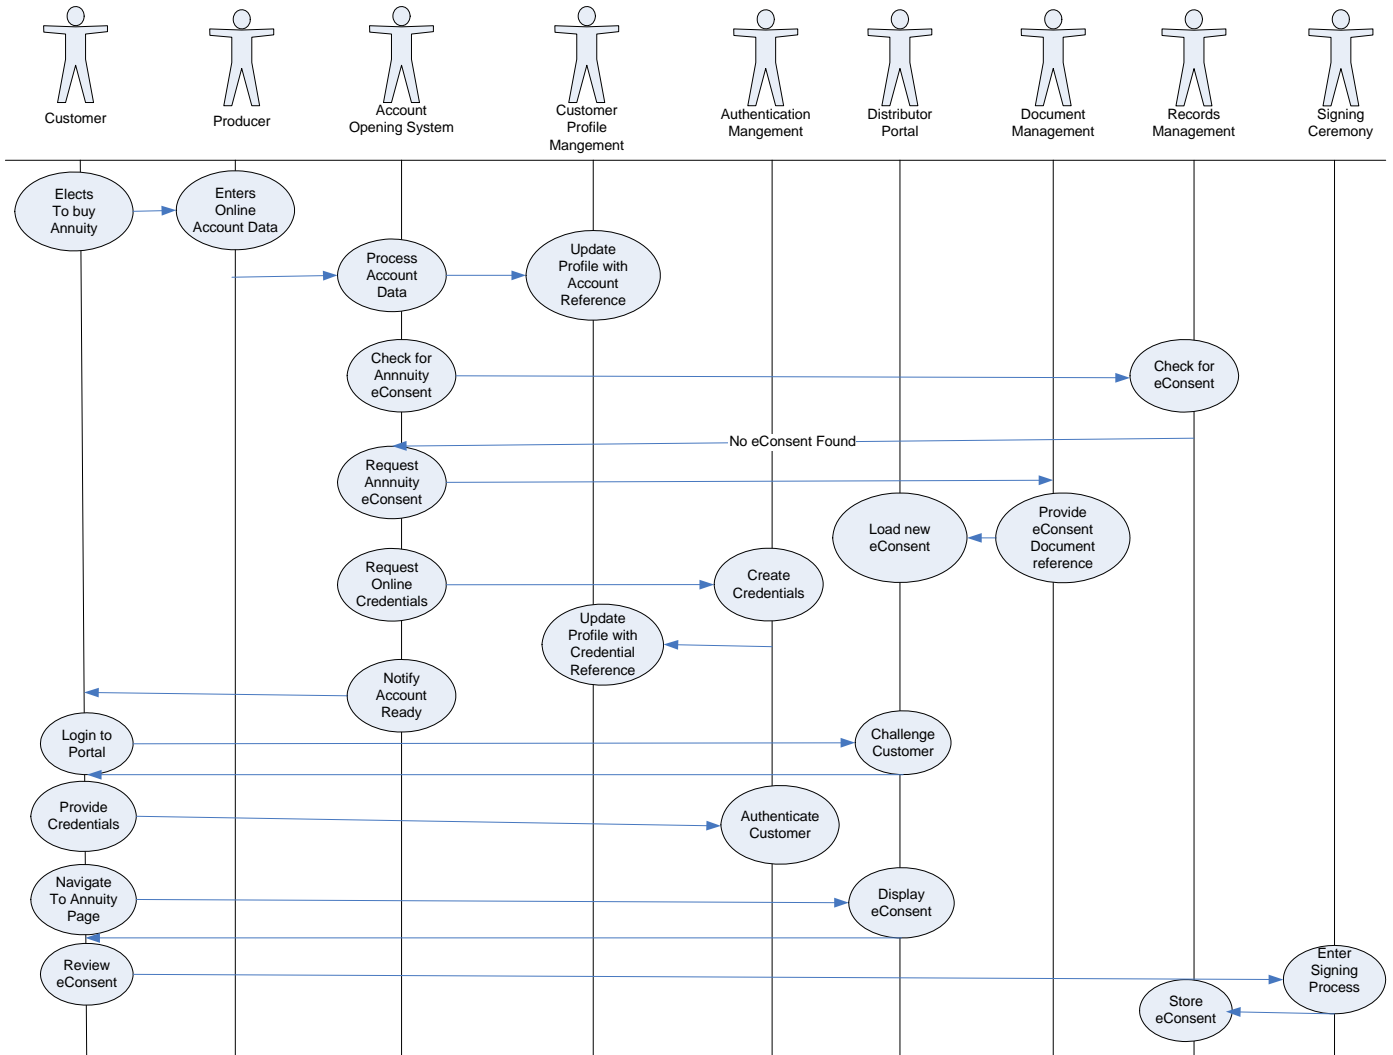 Customer
Producer
Account
Opening System
Customer
Profile
Mangement
Authentication
Mangement
Distributor
Portal
Document
Management
Records
Management
Signing
Ceremony
Elects
To buy
Annuity
Enters
Online
Account Data
Process
Account
Data
Update
Profile with
Account
Reference
Check for
Annnuity
eConsent
Check for
eConsent
No eConsent Found
Request
Annnuity
eConsent
Load new
eConsent
Provide
eConsent
Document
reference
Request
Online
Credentials
Create
Credentials
Update
Profile with
Credential
Reference
Notify
Account
Ready
Login to
Portal
Challenge
Customer
Provide
Credentials
Authenticate
Customer
Navigate
To Annuity
Page
Display
eConsent
Review
eConsent
Enter
Signing
Process
Store
eConsent